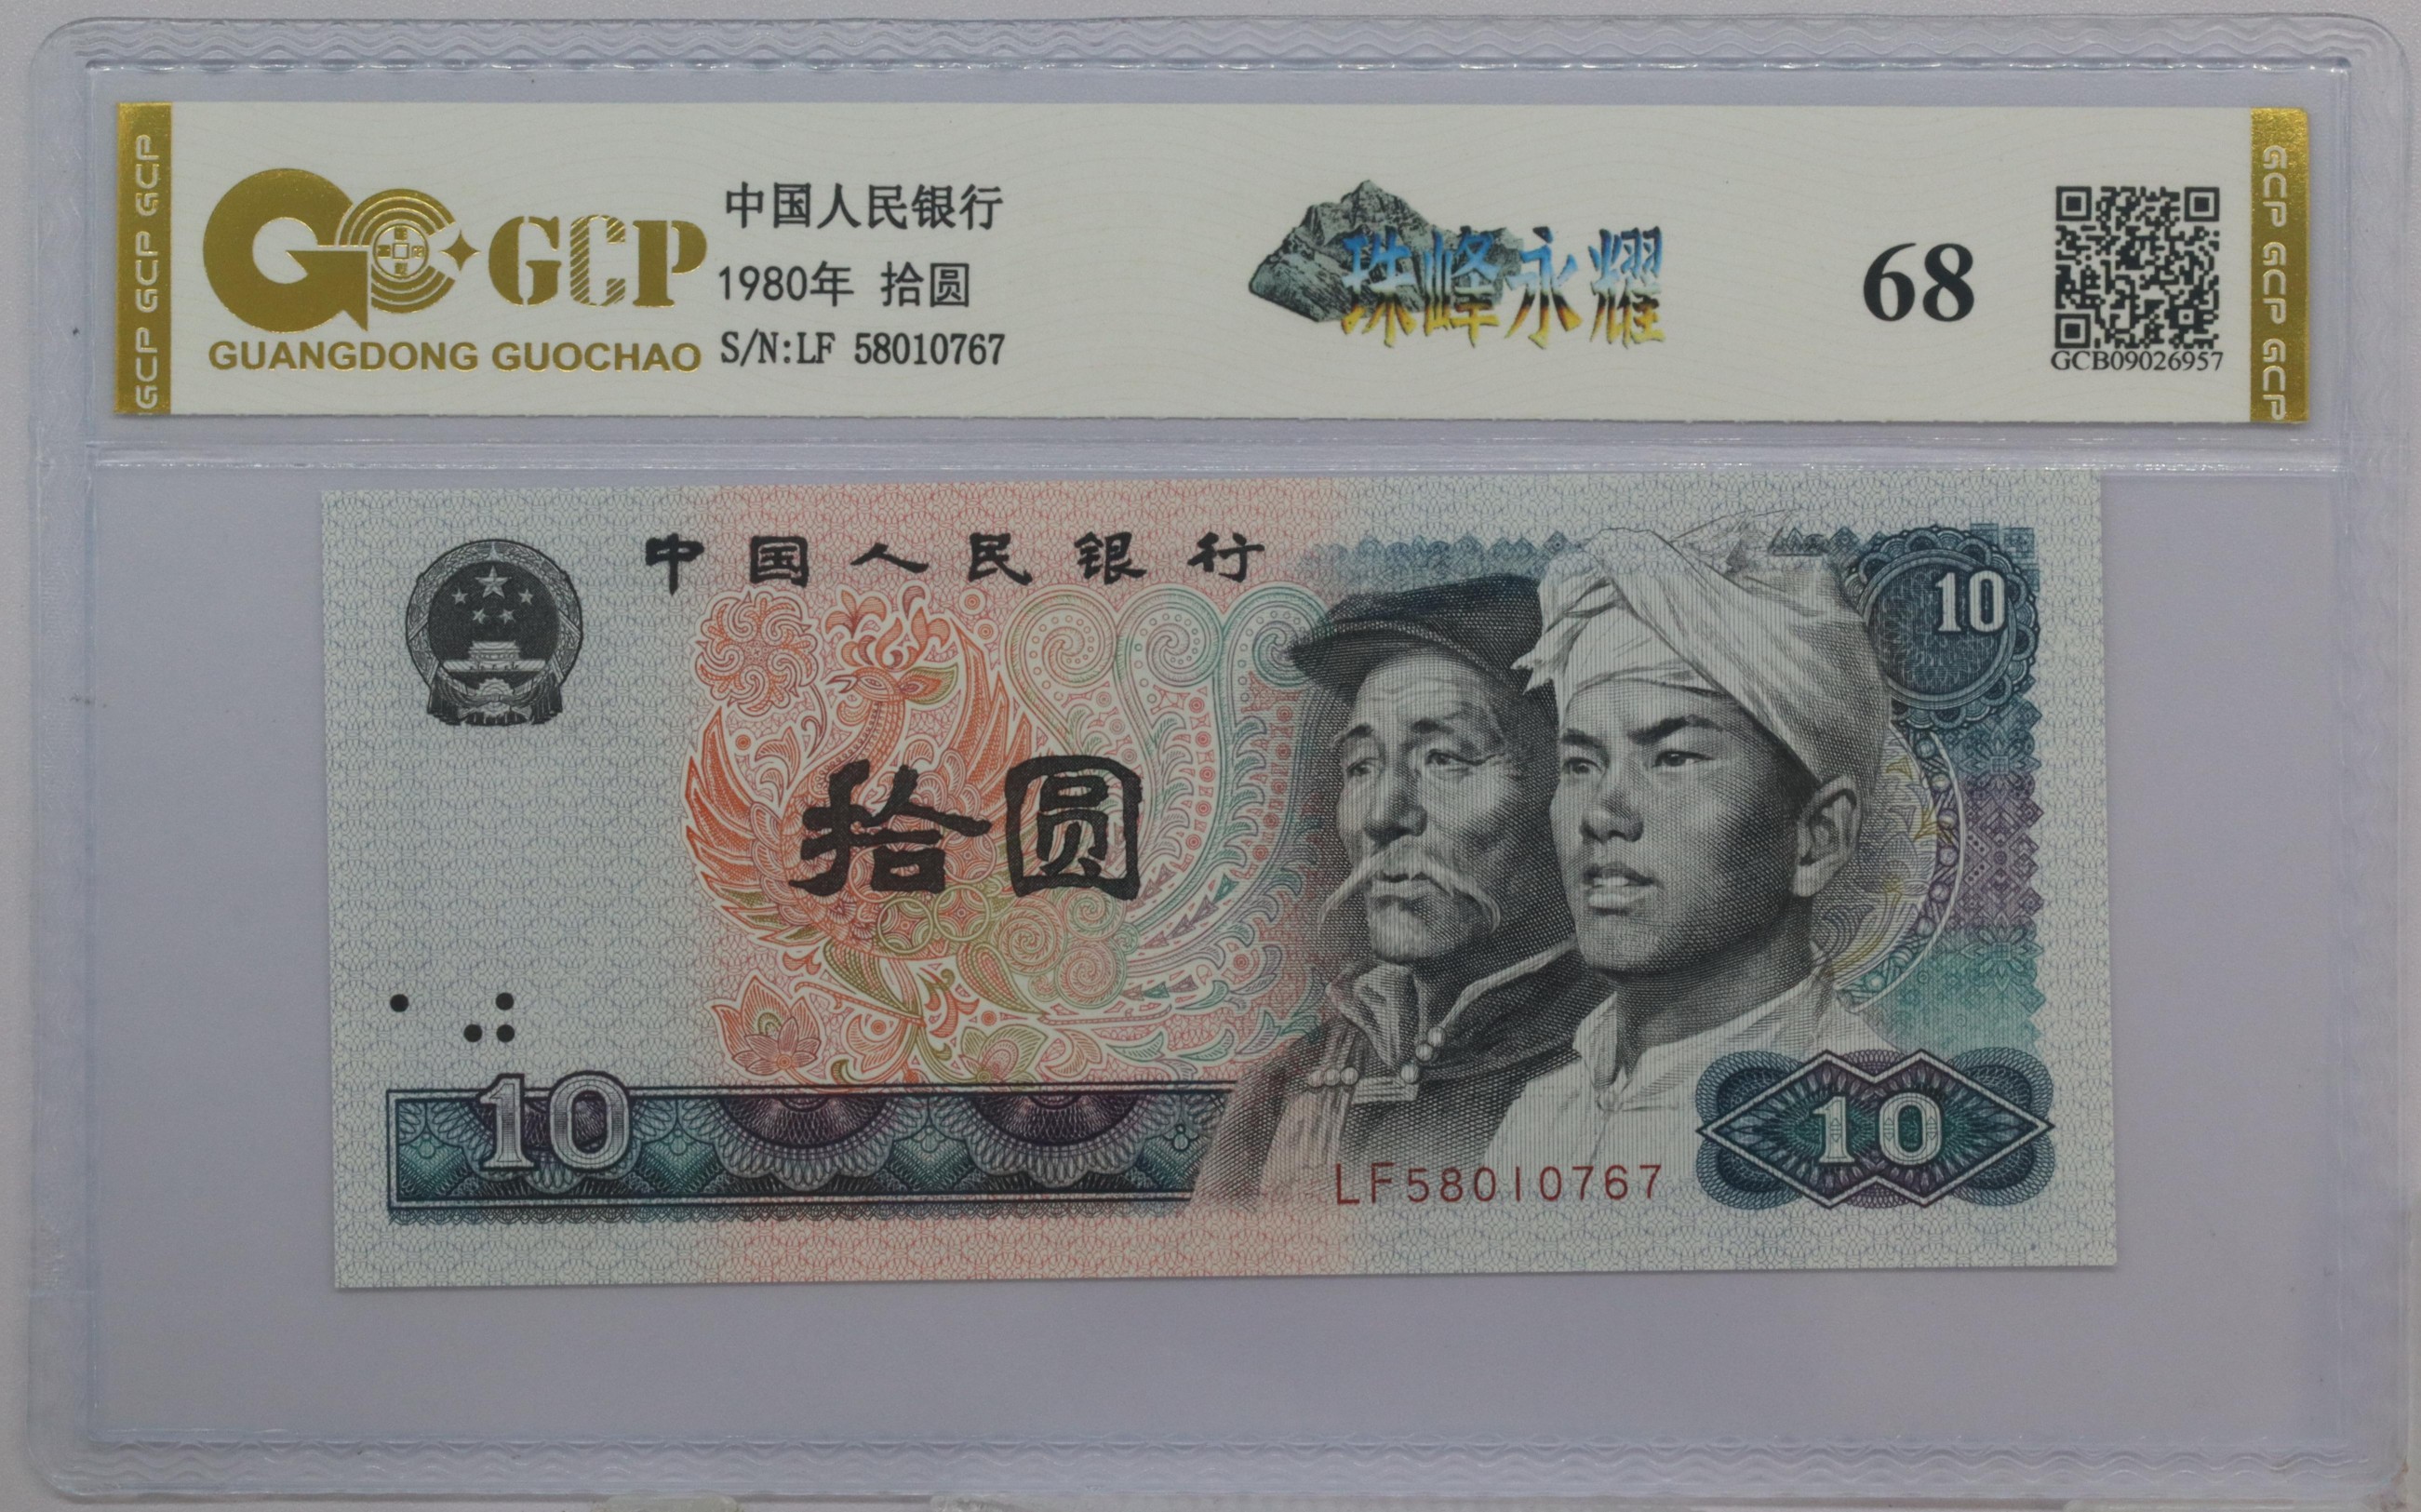 GCP GCP GCP
GCP
GUANGDONG GUOCHAO
中国人民银行
1980年 拾圆
S/N:LF 58010767
珠峰永耀
68
GCB09026957
GCP GCP GCP GCP
中国人民银行
10
拾圆
10
LF58010767
10